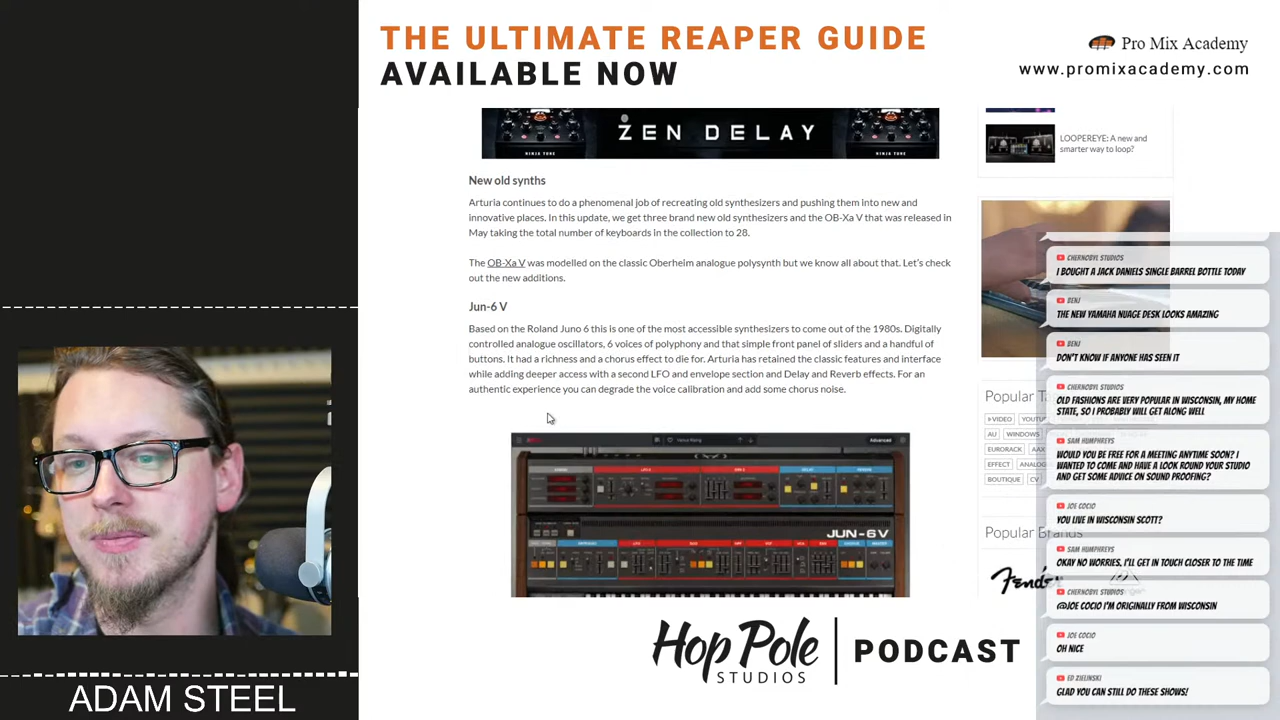 THE ULTIMATE REAPER GUIDE
AVAILABLE NOW
Pro Mix Academy
www.promixacademy.com
ZEN DELAY
NINJA TUNE
NINJA TUNE
New old synths
Arturia continues to do a phenomenal job of recreating old synthesizers and pushing them into new and
innovative places. In this update, we get three brand new old synthesizers and the OB-Xa V that was released in
May taking the total number of keyboards in the collection to 28.
The OB-Xa V was modelled on the classic Oberheim analogue polysynth but we know all about that. Let's check
out the new additions.
Jun-6 V
Based on the Roland Juno 6 this is one of the most accessible synthesizers to come out of the 1980s. Digitally
controlled analogue oscillators, 6 voices of polyphony and that simple front panel of sliders and a handful of
buttons. It had a richness and a chorus effect to die for. Arturia has retained the classic features and interface
while adding deeper access with a second LFO and envelope section and Delay and Reverb effects. For an
authentic experience you can degrade the voice calibration and add some chorus noise.
Advanced
JUN-6 V
LOOPEREYE: A new and
smarter way to loop?
Popular
#VIDEO
AU WINDOWS
EURORACK AAX
EFFECT
BOUTIQUE CV
Popular Brands
Fender
CHERNOBYL STUDIOS
I BOUGHT A JACK DANIELS SINGLE BARREL BOTTLE TODAY
BENJ
THE NEW YAMAHA NUAGE DESK LOOKS AMAZING
BENJ
DON'T KNOW IF ANYONE HAS SEEN IT
CHERNOBYL STUDIOS
OLD FASHIONS ARE VERY POPULAR IN WISCONSIN, MY HOME
STATE, SO I PROBABLY WILL GET ALONG WELL
SAM HUMPHREYS
WOULD YOU BE FREE FOR A MEETING ANYTIME SOON? I
WANTED TO COME AND HAVE A LOOK ROUND YOUR STUDIO
AND GET SOME ADVICE ON SOUND PROOFING?
JOE COCIO
YOU LIVE IN WISCONSIN SCOTT?
SAM HUMPHREYS
OKAY NO WORRIES, I'LL GET IN TOUCH CLOSER TO THE TIME
CHERNOBYL STUDIOS
@JOE COCIO I'M ORIGINALLY FROM WISCONSIN
JOE COCIO
OH NICE
ED ZIELINSKI
GLAD YOU CAN STILL DO THESE SHOWS!
Hop Pole
STUDIOS
PODCAST
ADAM STEEL